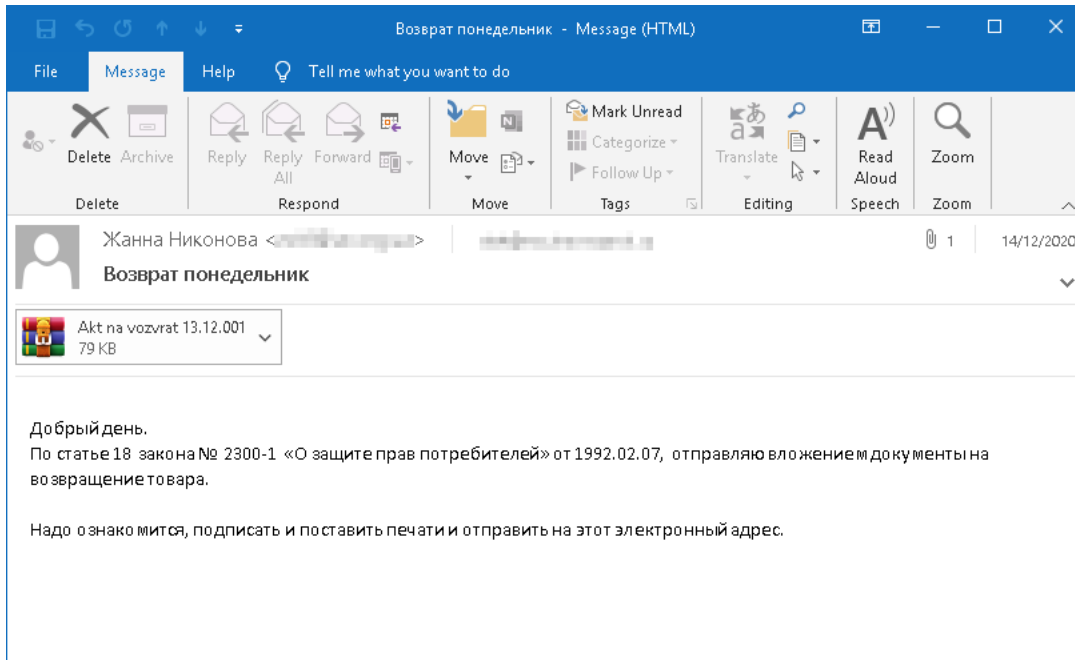 Возврат понедельник - Message (HTML)
File Message Help Tell me what you want to do
Delete Archive Reply Reply All Forward Move Mark Unread Categorize Follow Up Translate Read Aloud Zoom
Delete Respond Move Tags Editing Speech Zoom
Жанна Никонова < > 1 14/12/2020
Возврат понедельник
Akt na vozvrat 13.12.001
79 KB
Добрый день.
По статье 18 закона № 2300-1 «О защите прав потребителей» от 1992.02.07, отправляю вложением документы на
возвращение товара.
Надо ознакомится, подписать и поставить печати и отправить на этот электронный адрес.